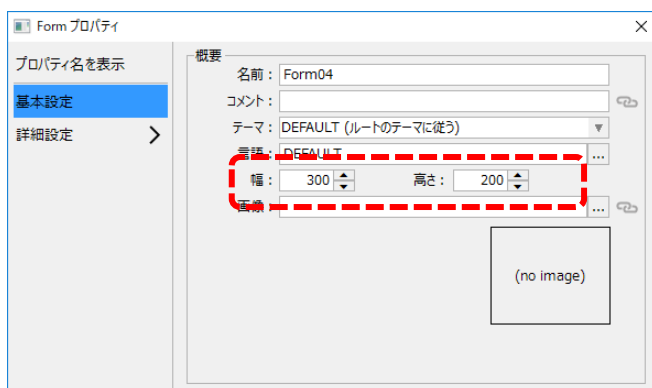 Form プロパティ
プロパティ名を表示
基本設定
詳細設定
概要
名前： Form04
コメント：
テーマ： DEFAULT (ルートのテーマに従う)
言語： DEFAULT
幅： 300 高さ： 200
画像：
(no image)